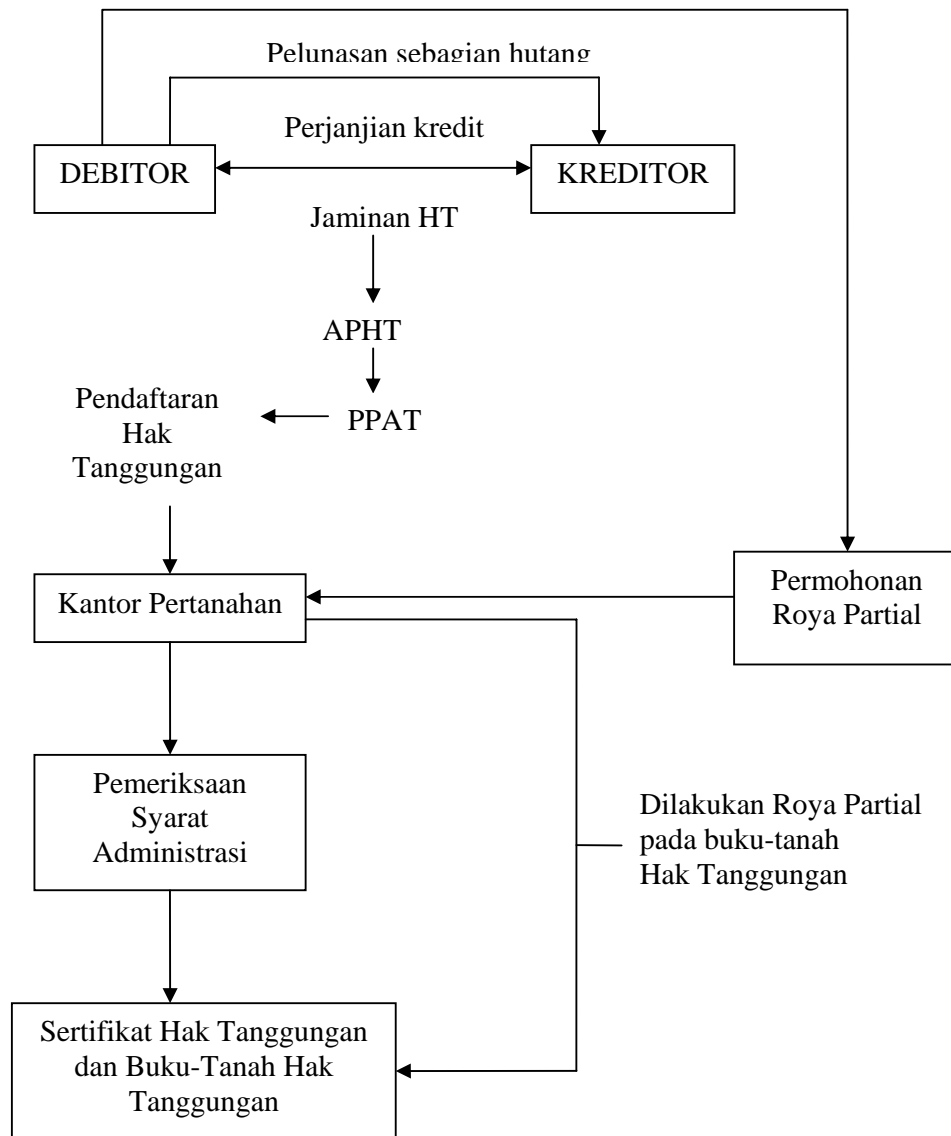 Pelunasan sebagian hutang
Perjanjian kredit
DEBITOR
KREDITOR
Jaminan HT
APHT
PPAT
Pendaftaran
Hak
Tanggungan
Kantor Pertanahan
Permohonan
Roya Partial
Pemeriksaan
Syarat
Administrasi
Dilakukan Roya Partial
pada buku-tanah
Hak Tanggungan
Sertifikat Hak Tanggungan
dan Buku-Tanah Hak
Tanggungan